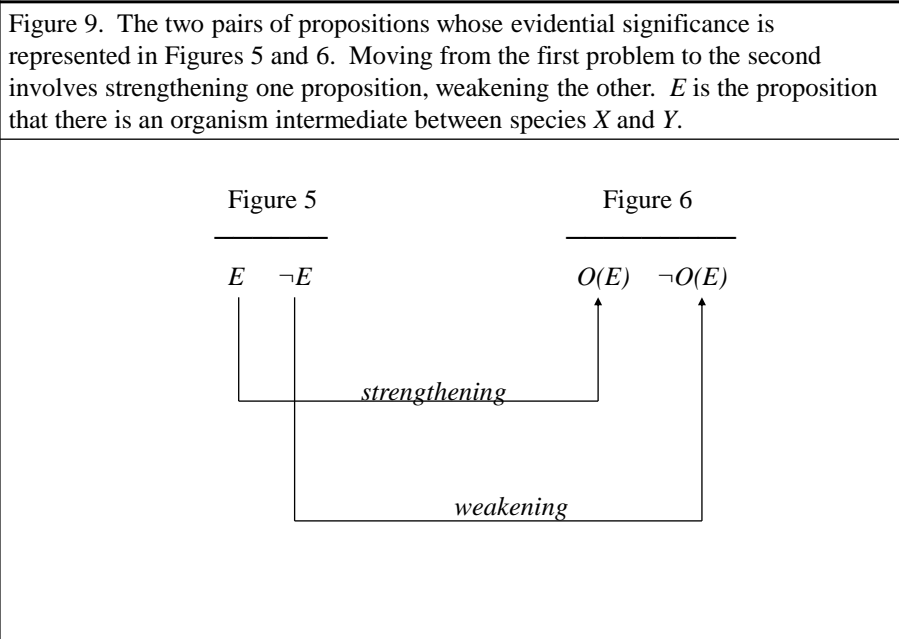 Figure 9. The two pairs of propositions whose evidential significance is
represented in Figures 5 and 6. Moving from the first problem to the second
involves strengthening one proposition, weakening the other. E is the proposition
that there is an organism intermediate between species X and Y.
Figure 5 Figure 6
E ¬E O(E) ¬O(E)
strengthening
weakening